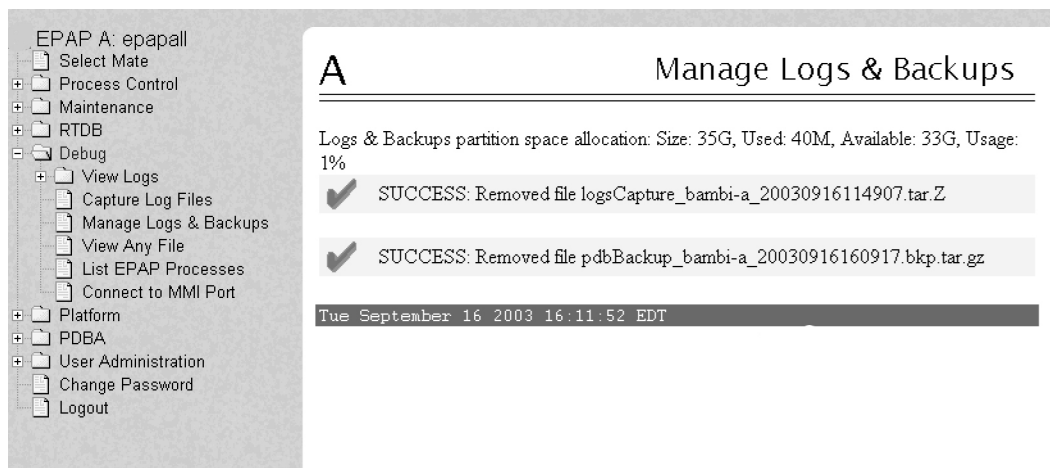 EPAP A: epapall
Select Mate
Process Control
Maintenance
RTDB
Debug
View Logs
Capture Log Files
Manage Logs & Backups
View Any File
List EPAP Processes
Connect to MMI Port
Platform
PDBA
User Administration
Change Password
Logout
A
Manage Logs & Backups
Logs & Backups partition space allocation: Size: 35G, Used: 40M, Available: 33G, Usage:
1%
SUCCESS: Removed file logsCapture_bambi-a_20030916114907.tar.Z
SUCCESS: Removed file pdbBackup_bambi-a_20030916160917.bkp.tar.gz
Tue September 16 2003 16:11:52 EDT